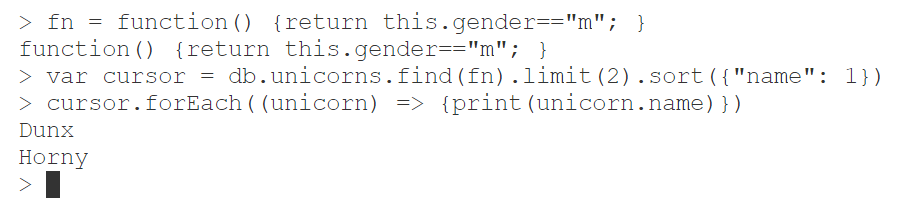 > fn = function() {return this.gender=="m"; }
function() {return this.gender=="m"; }
> var cursor = db.unicorns.find(fn).limit(2).sort({"name": 1})
> cursor.forEach((unicorn) => {print(unicorn.name)})
Dunx
Horny
>